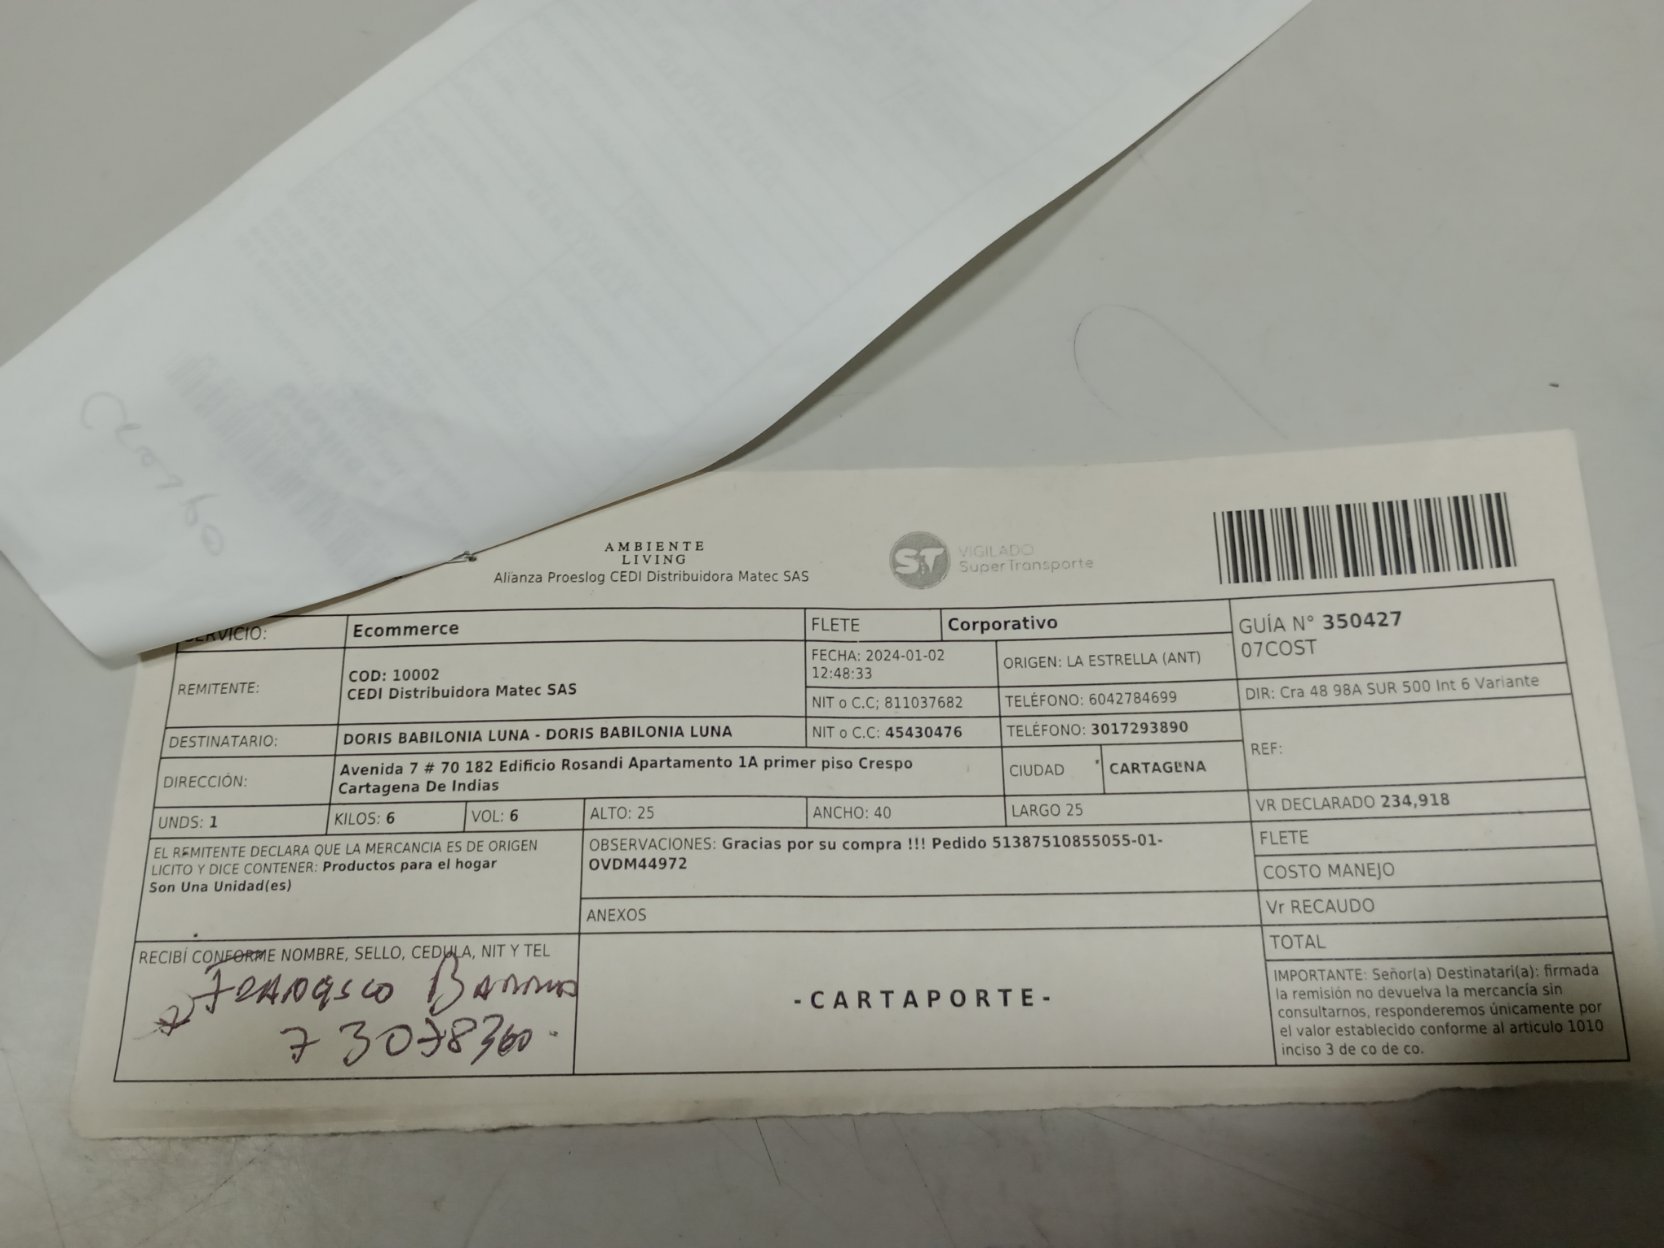 AMBIENTE
LIVING
Alianza Proeslog CEDI Distribuidora Matec SAS
ST VIGILADO
SuperTransporte
SERVICIO: Ecommerce
FLETE Corporativo
GUÍA N° 350427
07COST
REMITENTE: COD: 10002
CEDI Distribuidora Matec SAS
FECHA: 2024-01-02
12:48:33
ORIGEN: LA ESTRELLA (ANT)
NIT o C.C; 811037682
TELÉFONO: 6042784699
DIR: Cra 48 98A SUR 500 Int 6 Variante
DESTINATARIO: DORIS BABILONIA LUNA - DORIS BABILONIA LUNA
NIT o C.C: 45430476
TELÉFONO: 3017293890
REF:
DIRECCIÓN: Avenida 7 # 70 182 Edificio Rosandi Apartamento 1A primer piso Crespo
Cartagena De Indias
CIUDAD CARTAGENA
UNDS: 1
KILOS: 6
VOL: 6
ALTO: 25
ANCHO: 40
LARGO 25
VR DECLARADO 234,918
EL REMITENTE DECLARA QUE LA MERCANCIA ES DE ORIGEN
LICITO Y DICE CONTENER: Productos para el hogar
Son Una Unidad(es)
OBSERVACIONES: Gracias por su compra !!! Pedido 51387510855055-01-
OVDM44972
FLETE
COSTO MANEJO
ANEXOS
Vr RECAUDO
TOTAL
RECIBÍ CONFORME NOMBRE, SELLO, CEDULA, NIT Y TEL
Francisco
73078360.
-CARTAPORTE-
IMPORTANTE: Señor(a) Destinatari(a): firmada
la remisión no devuelva la mercancía sin
consultarnos, responderemos únicamente por
el valor establecido conforme al articulo 1010
inciso 3 de co de co.